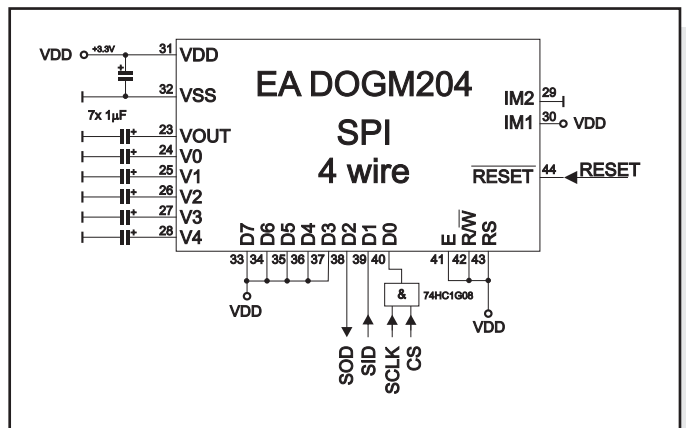 VDD +3.3V 31 VDD
32 VSS
7x 1µF
23 VOUT
24 V0
25 V1
26 V2
27 V3
28 V4
EA DOGM204
SPI
4 wire
IM2 29
IM1 30 VDD
RESET 44 RESET
D7 D6 D5 D4 D3 D2 D1 D0 E R/W RS
33 34 35 36 37 38 39 40 41 42 43
& 74HC1G08
VDD
VDD
SOD SID SCLK CS